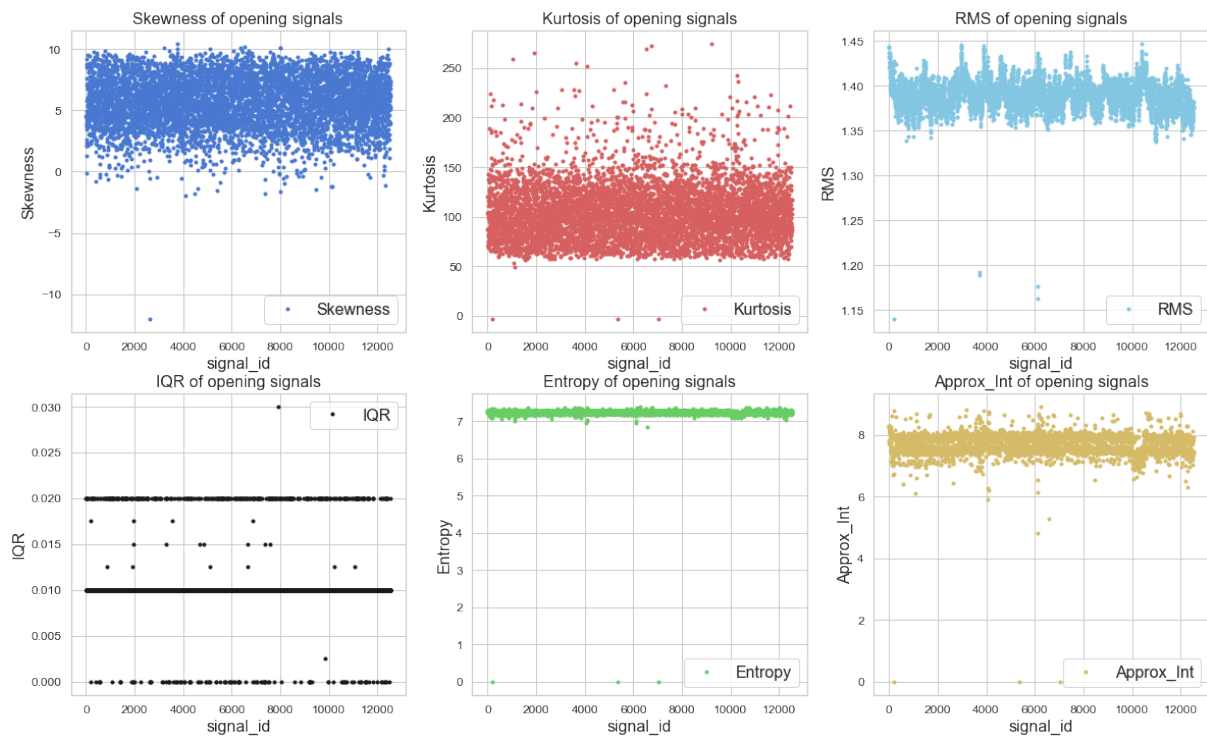 Skewness of opening signals
10
5
0
−5
−10
Skewness
Skewness
0 2000 4000 6000 8000 10000 12000
signal_id
Kurtosis of opening signals
250
200
150
100
50
0
Kurtosis
Kurtosis
0 2000 4000 6000 8000 10000 12000
signal_id
RMS of opening signals
1.45
1.40
1.35
1.30
1.25
1.20
1.15
RMS
RMS
0 2000 4000 6000 8000 10000 12000
signal_id
IQR of opening signals
0.030
0.025
0.020
0.015
0.010
0.005
0.000
IQR
IQR
0 2000 4000 6000 8000 10000 12000
signal_id
Entropy of opening signals
7
6
5
4
3
2
1
0
Entropy
Entropy
0 2000 4000 6000 8000 10000 12000
signal_id
Approx_Int of opening signals
8
6
4
2
0
Approx_Int
Approx_Int
0 2000 4000 6000 8000 10000 12000
signal_id